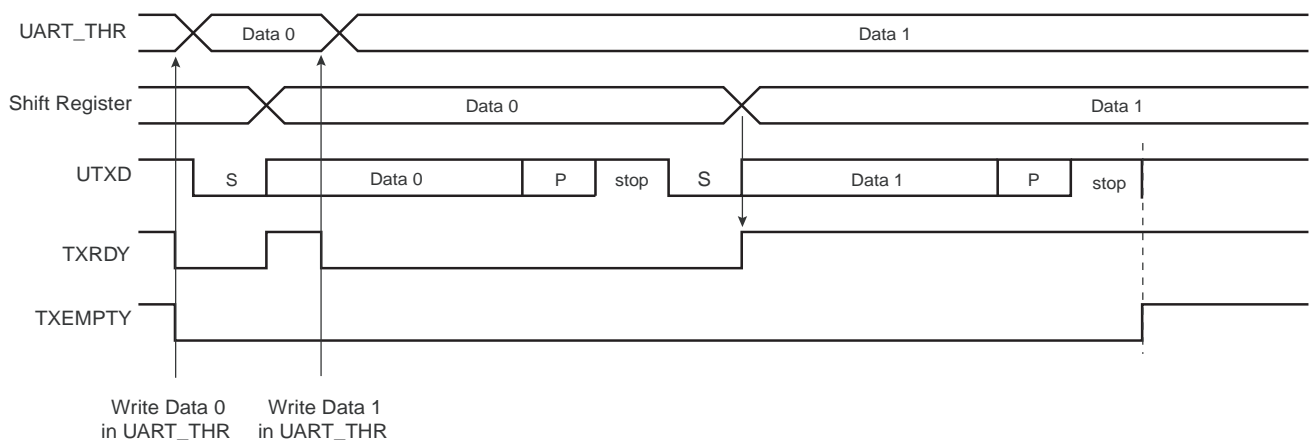 UART_THR Data 0 Data 1
Shift Register Data 0 Data 1
UTXD S Data 0 P stop S Data 1 P stop
TXRDY
TXEMPTY
Write Data 0 Write Data 1
in UART_THR in UART_THR